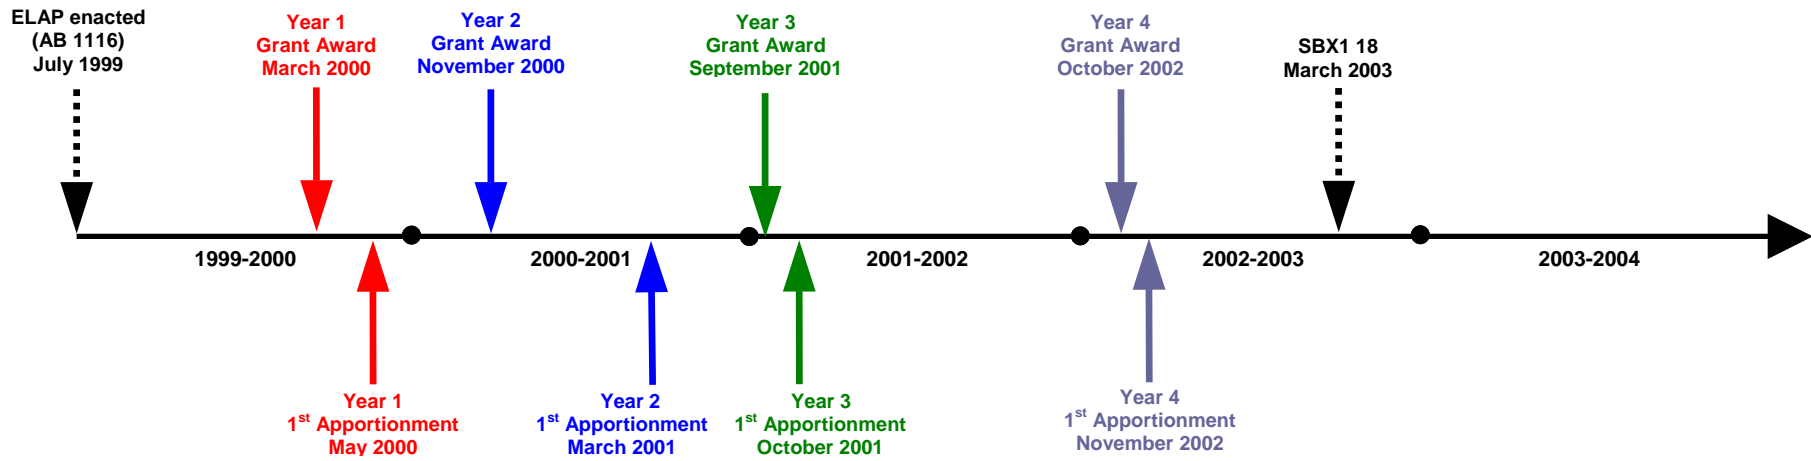 ELAP enacted
(AB 1116)
July 1999
Year 1
Grant Award
March 2000
Year 2
Grant Award
November 2000
Year 3
Grant Award
September 2001
Year 4
Grant Award
October 2002
SBX1 18
March 2003
1999-2000
2000-2001
2001-2002
2002-2003
2003-2004
Year 1
1st Apportionment
May 2000
Year 2
1st Apportionment
March 2001
Year 3
1st Apportionment
October 2001
Year 4
1st Apportionment
November 2002